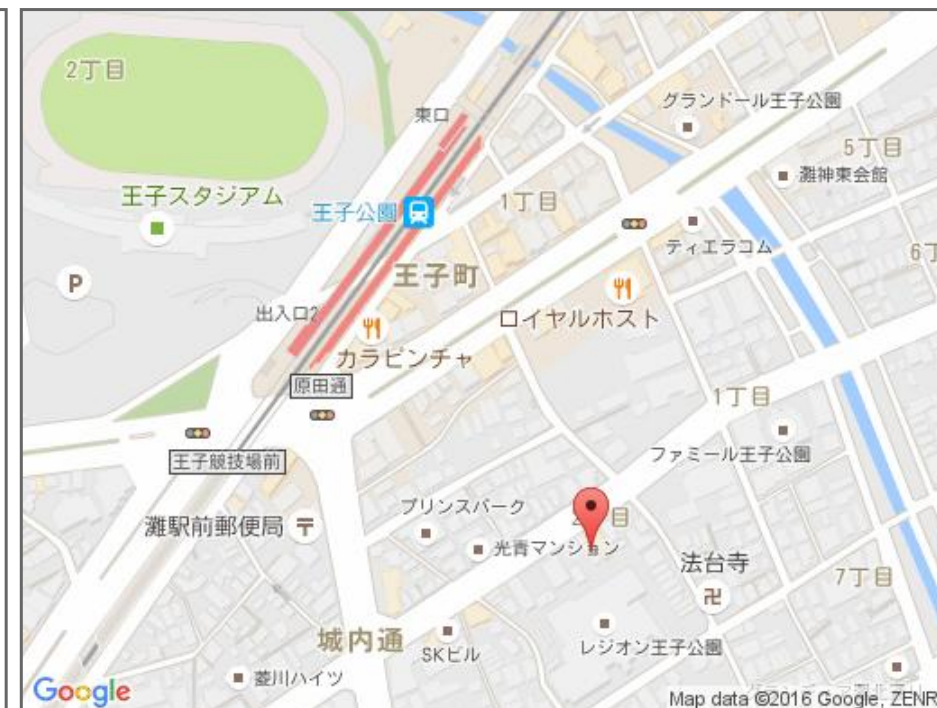 2丁目
東口
グランドール王子公園
5丁目
灘神東会館
王子スタジアム
王子公園
1丁目
ティエラコム
6丁
P
王子町
出入口2
ロイヤルホスト
カラピンチャ
原田通
1丁目
王子競技場前
ファミール王子公園
プリンスパーク
灘駅前郵便局
光青マンション
法台寺
7丁目
城内通
SKビル
レジオン王子公園
菱川ハイツ
Google
Map data ©2016 Google, ZENR